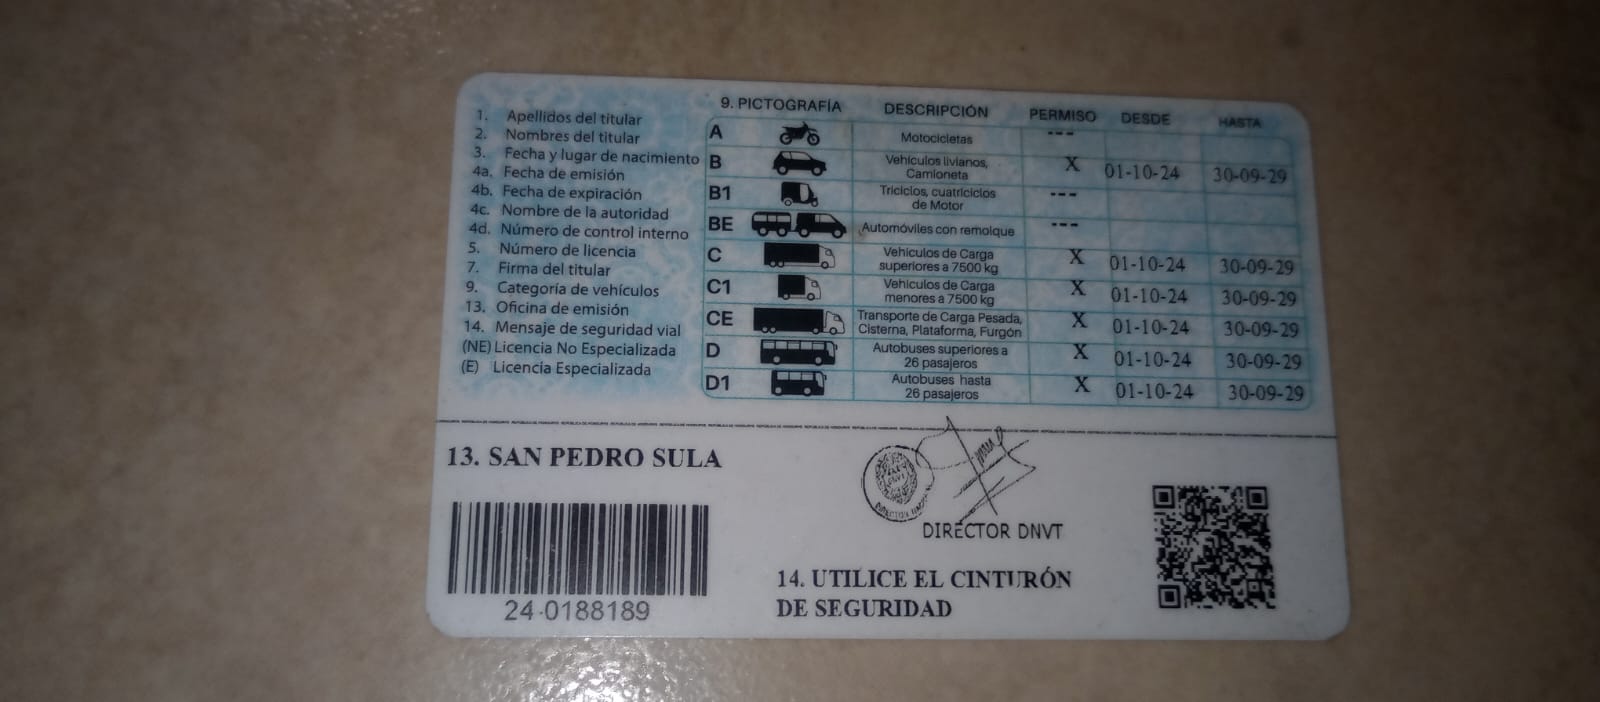 1. Apellidos del titular
2. Nombres del titular
3. Fecha y lugar de nacimiento
4a. Fecha de emisión
4b. Fecha de expiración
4c. Nombre de la autoridad
4d. Número de control interno
5. Número de licencia
7. Firma del titular
9. Categoría de vehículos
13. Oficina de emisión
14. Mensaje de seguridad vial
(NE) Licencia No Especializada
(E) Licencia Especializada
9. PICTOGRAFÍA DESCRIPCIÓN PERMISO DESDE HASTA
A Motocicletas ---
B Vehículos livianos, Camioneta X 01-10-24 30-09-29
B1 Triciclos, cuatriciclos de Motor ---
BE Automóviles con remolque ---
C Vehículos de Carga superiores a 7500 kg X 01-10-24 30-09-29
C1 Vehículos de Carga menores a 7500 kg X 01-10-24 30-09-29
CE Transporte de Carga Pesada, Cisterna, Plataforma, Furgón X 01-10-24 30-09-29
D Autobuses superiores a 26 pasajeros X 01-10-24 30-09-29
D1 Autobuses hasta 26 pasajeros X 01-10-24 30-09-29
13. SAN PEDRO SULA
DIRECTOR DNVT
24-0188189
14. UTILICE EL CINTURÓN
DE SEGURIDAD